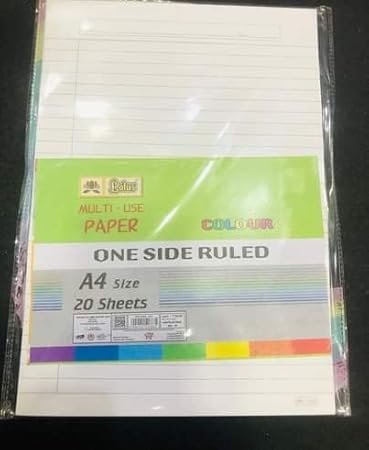 Lotus
MULTI - USE
PAPER
COLOUR
ONE SIDE RULED
A4 Size
20 Sheets